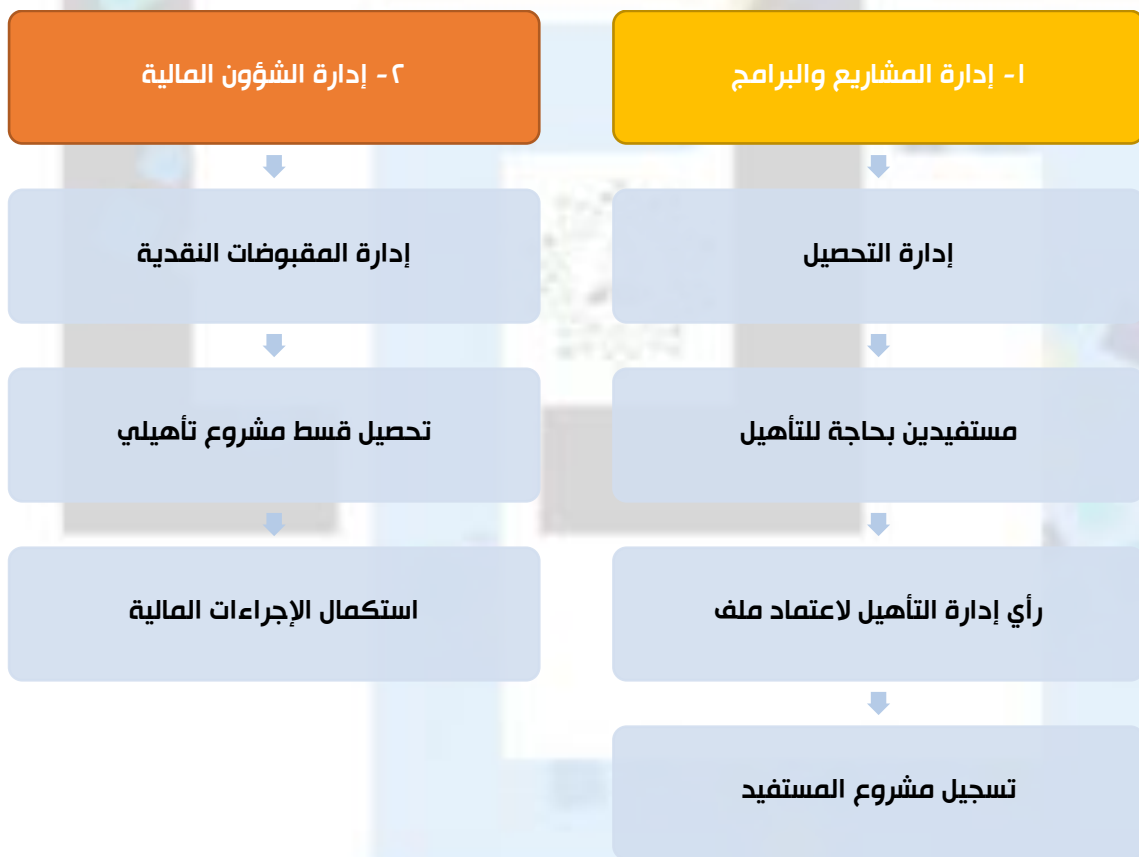 ١- إدارة المشاريع والبرامج
إدارة التحصيل
مستفيدين بحاجة للتأهيل
رأي إدارة التأهيل لاعتماد ملف
تسجيل مشروع المستفيد
٢- إدارة الشؤون المالية
إدارة المقبوضات النقدية
تحصيل قسط مشروع تأهيلي
استكمال الإجراءات المالية